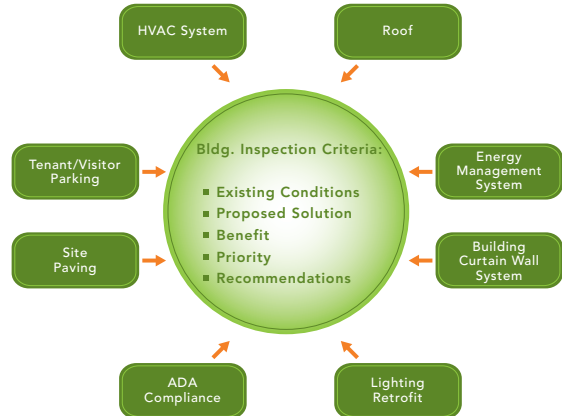 HVAC System
Roof
Bldg. Inspection Criteria:
Tenant/Visitor
Parking
Energy
Management
System
▪ Existing Conditions
▪ Proposed Solution
▪ Benefit
▪ Priority
▪ Recommendations
Site
Paving
Building
Curtain Wall
System
ADA
Compliance
Lighting
Retrofit